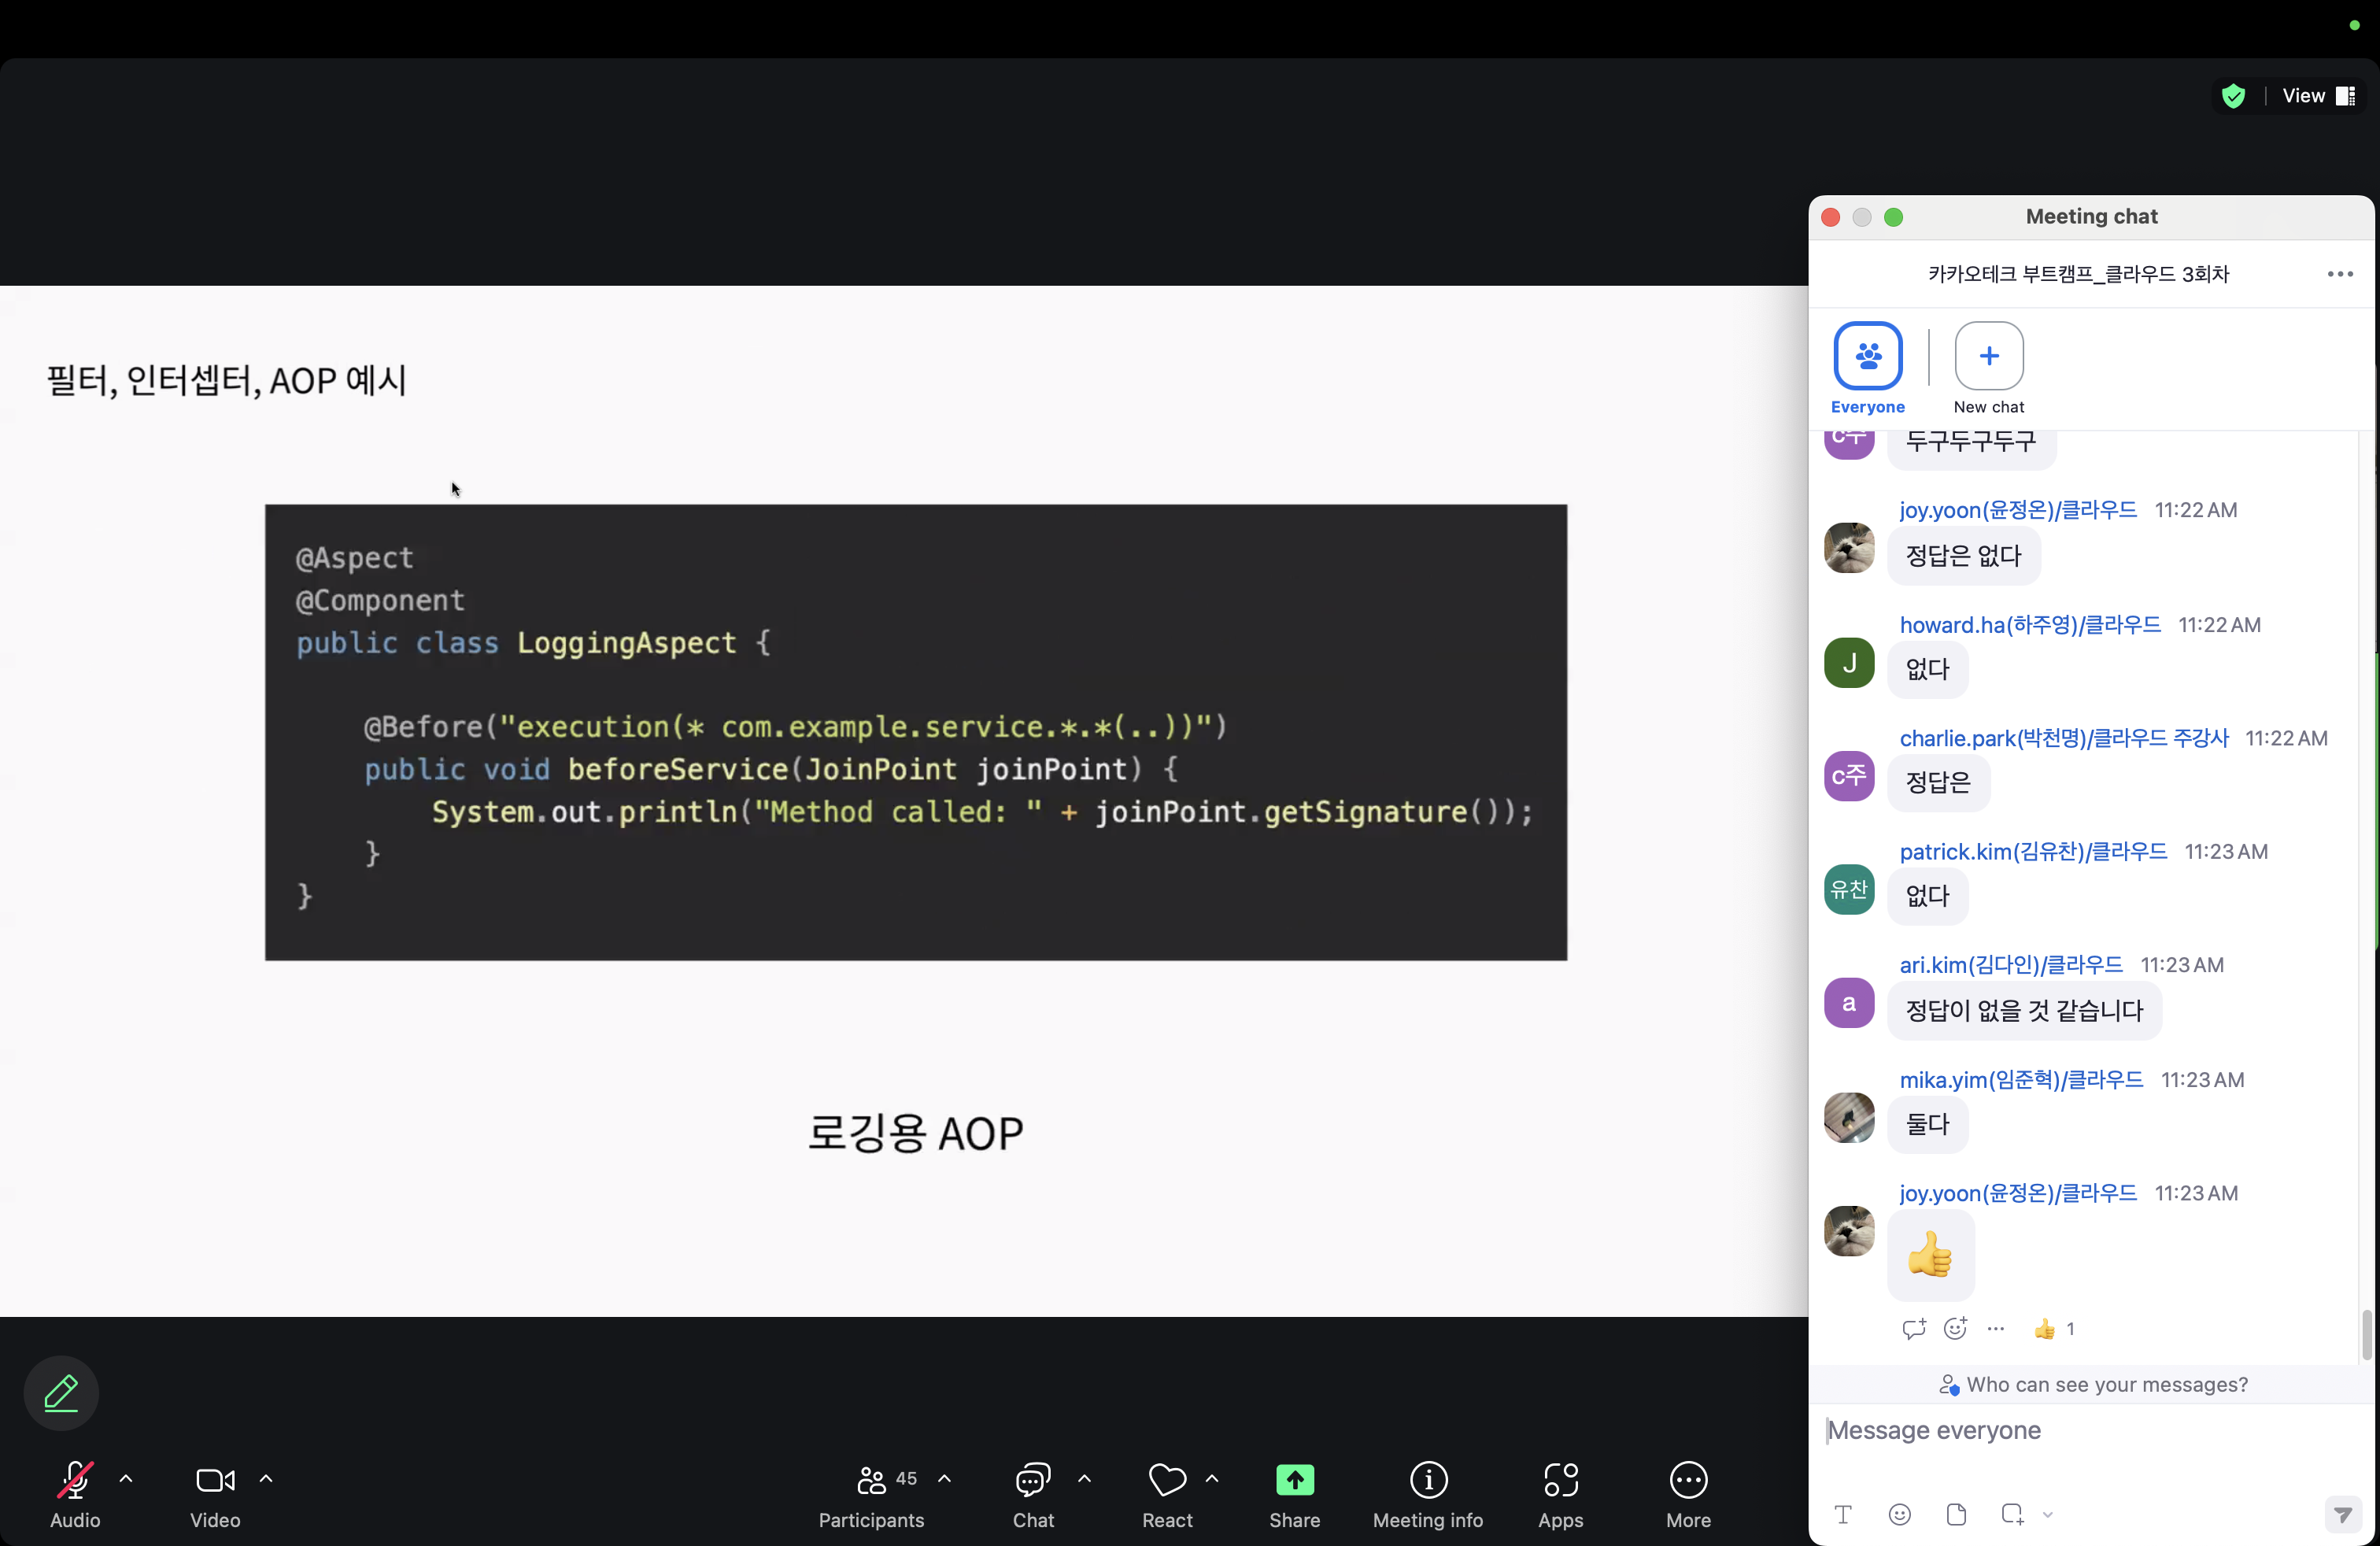 View
필터, 인터셉터, AOP 예시
@Aspect
@Component
public class LoggingAspect {
@Before("execution(* com.example.service.*.*(..))")
public void beforeService(JoinPoint joinPoint) {
System.out.println("Method called: " + joinPoint.getSignature());
}
}
로깅용 AOP
Meeting chat
카카오테크 부트캠프_클라우드 3회차
Everyone
New chat
c주
두구두구두구
joy.yoon(윤정온)/클라우드 11:22 AM
정답은 없다
howard.ha(하주영)/클라우드 11:22 AM
J
없다
charlie.park(박천명)/클라우드 주강사 11:22 AM
c주
정답은
patrick.kim(김유찬)/클라우드 11:23 AM
유찬
없다
ari.kim(김다인)/클라우드 11:23 AM
a
정답이 없을 것 같습니다
mika.yim(임준혁)/클라우드 11:23 AM
둘다
joy.yoon(윤정온)/클라우드 11:23 AM
👍
👍 1
Who can see your messages?
Message everyone
Audio
Video
45
Participants
Chat
React
Share
Meeting info
Apps
More